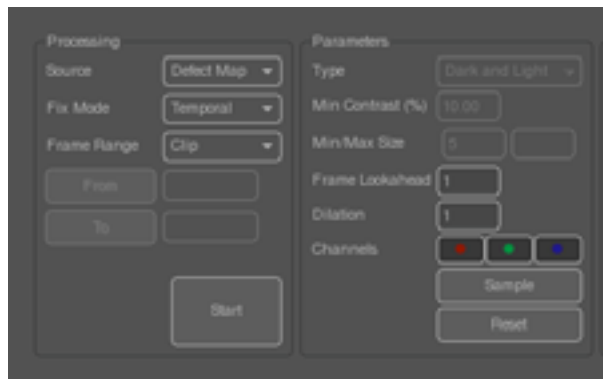 Processing
Source Defect Map
Fix Mode Temporal
Frame Range Clip
From
To
Start
Parameters
Type Dark and Light
Min Contrast (%) 10.00
Min/Max Size 5
Frame Lookahead 1
Dilation 1
Channels
Sample
Reset